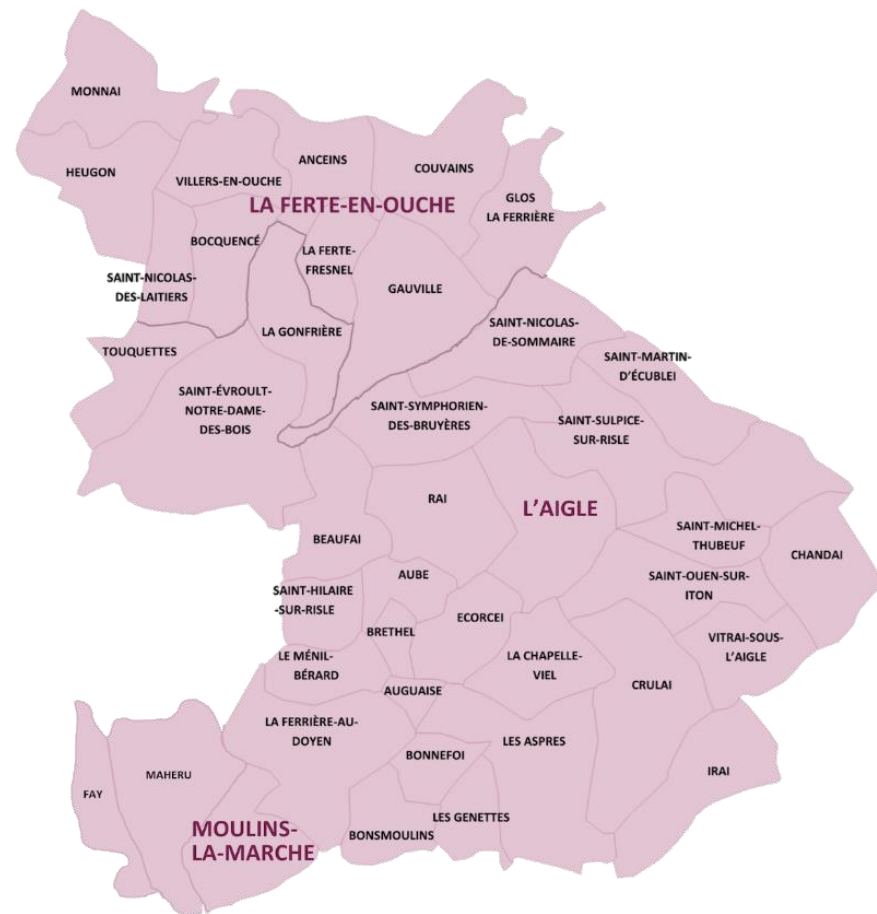 MONNAI
HEUGON
VILLERS-EN-OUCHE
ANCEINS
COUVAINS
LA FERTE-EN-OUCHE
GLOS
LA FERRIÈRE
BOCQUENCÉ
LA FERTE-
FRESNEL
SAINT-NICOLAS-
DES-LAITIERS
GAUVILLE
LA GONFRIÈRE
SAINT-NICOLAS-
DE-SOMMAIRE
TOUQUETTES
SAINT-MARTIN-
D’ÉCUBLEI
SAINT-ÉVROULT-
NOTRE-DAME-
DES-BOIS
SAINT-SYMPHORIEN-
DES-BRUYÈRES
SAINT-SULPICE-
SUR-RISLE
RAI
L’AIGLE
BEAUFAI
SAINT-MICHEL-
THUBEUF
CHANDAI
AUBE
SAINT-OUEN-SUR-
ITON
SAINT-HILAIRE
-SUR-RISLE
BRETHEL
ECORCEI
VITRAI-SOUS-
L’AIGLE
LE MÉNIL-
BÉRARD
LA CHAPELLE-
VIEL
CRULAI
AUGUAISE
LA FERRIÈRE-AU-
DOYEN
LES ASPRES
BONNEFOI
IRAI
MAHERU
FAY
MOULINS-
LA-MARCHE
BONSMOULINS
LES GENETTES